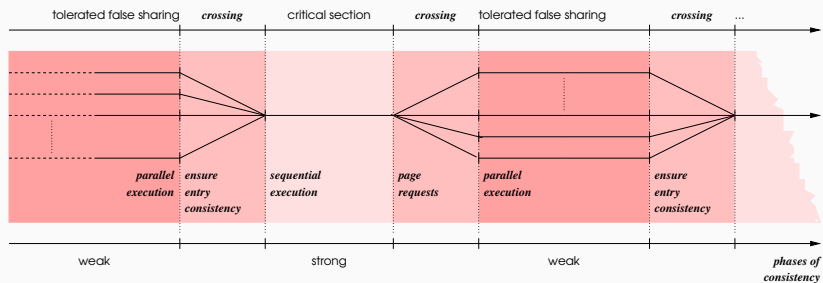 tolerated false sharing crossing critical section crossing tolerated false sharing crossing ...
parallel ensure sequential page parallel ensure
execution entry execution requests execution entry
consistency consistency
weak strong weak phases of
consistency